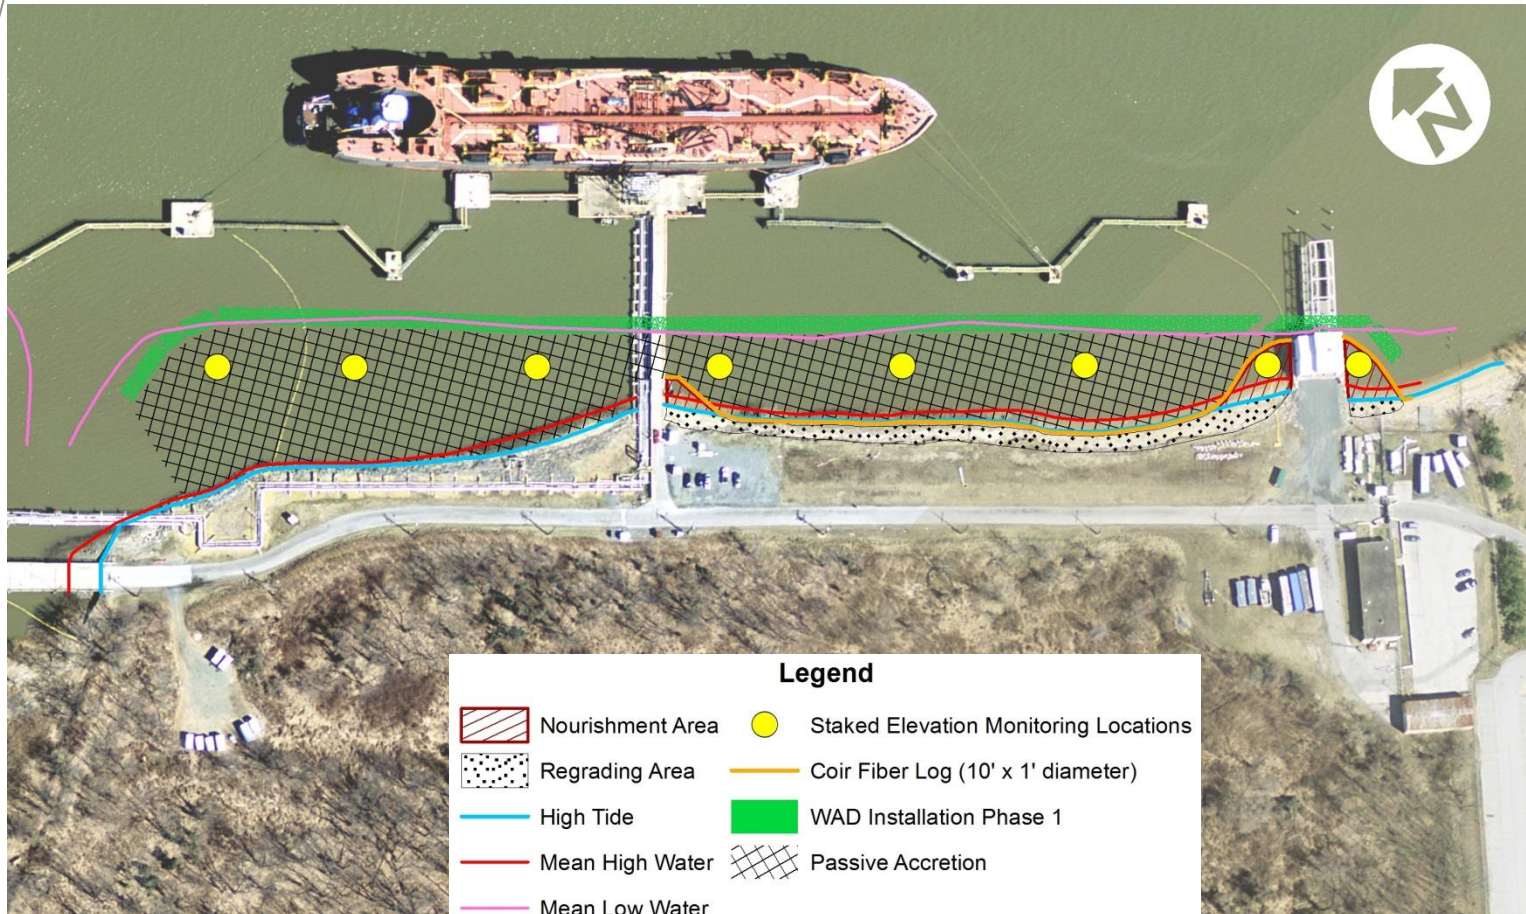 N
Legend
Nourishment Area
Staked Elevation Monitoring Locations
Regrading Area
Coir Fiber Log (10' x 1' diameter)
High Tide
WAD Installation Phase 1
Mean High Water
Passive Accretion
Mean Low Water